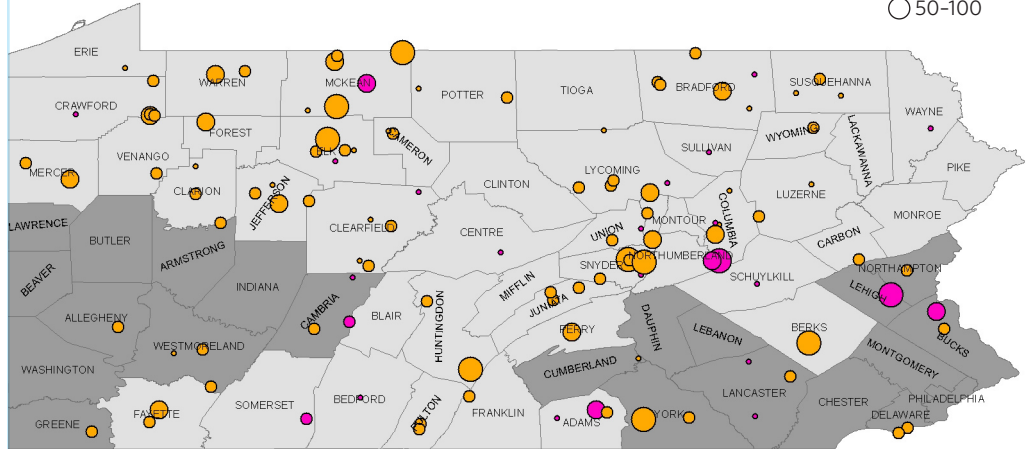 50-100
ERIE
WARREN
MCKEAN
POTTER
TIOGA
BRADFORD
SUSQUEHANNA
CRAWFORD
WAYNE
FOREST
WYOMING
LACKAWANNA
ELK
CAMERON
SULLIVAN
VENANGO
PIKE
MERCER
LYCOMING
CLINTON
CLARION
JEFFERSON
LUZERNE
MONROE
LAWRENCE
CLEARFIELD
CENTRE
UNION
MONTOUR
COLUMBIA
CARBON
BUTLER
ARMSTRONG
SNYDER
NORTHUMBERLAND
NORTHAMPTON
BEAVER
INDIANA
MIFFLIN
SCHUYLKILL
LEHIGH
CAMBRIA
JUNIATA
ALLEGHENY
BLAIR
HUNTINGDON
PERRY
DAUPHIN
LEBANON
BERKS
BUCKS
WESTMORELAND
CUMBERLAND
MONTGOMERY
WASHINGTON
LANCASTER
CHESTER
PHILADELPHIA
FAYETTE
SOMERSET
BEDFORD
FULTON
FRANKLIN
ADAMS
YORK
DELAWARE
GREENE